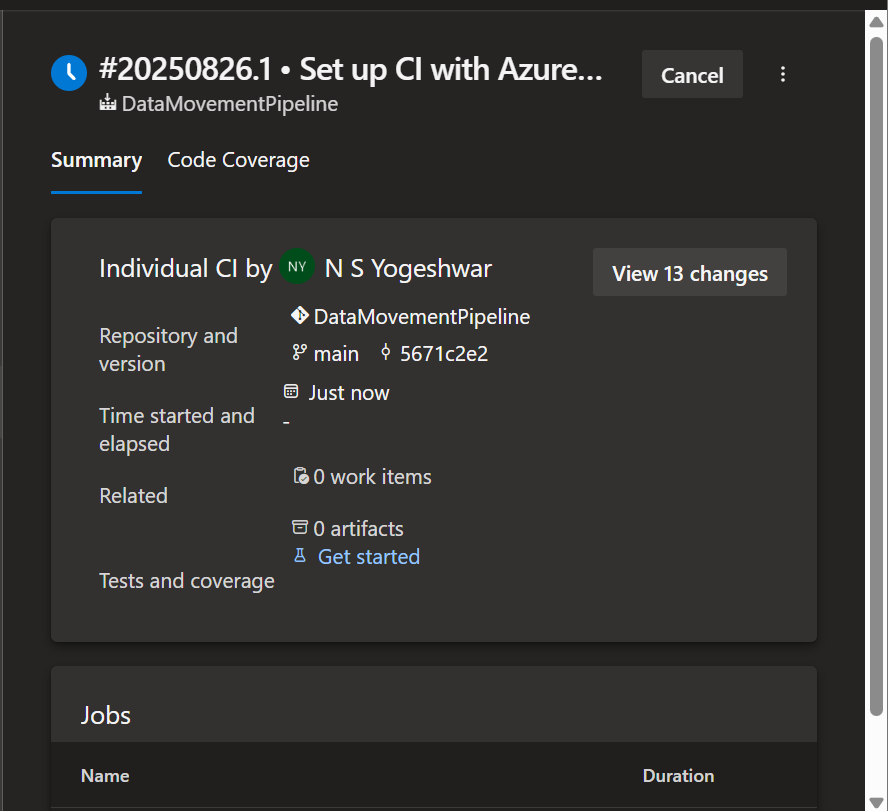 #20250826.1 • Set up CI with Azure...
Cancel
DataMovementPipeline
Summary
Code Coverage
Individual CI by NY N S Yogeshwar
View 13 changes
Repository and
version
DataMovementPipeline
main 5671c2e2
Time started and
elapsed
Just now
-
Related
0 work items
0 artifacts
Tests and coverage
Get started
Jobs
Name
Duration